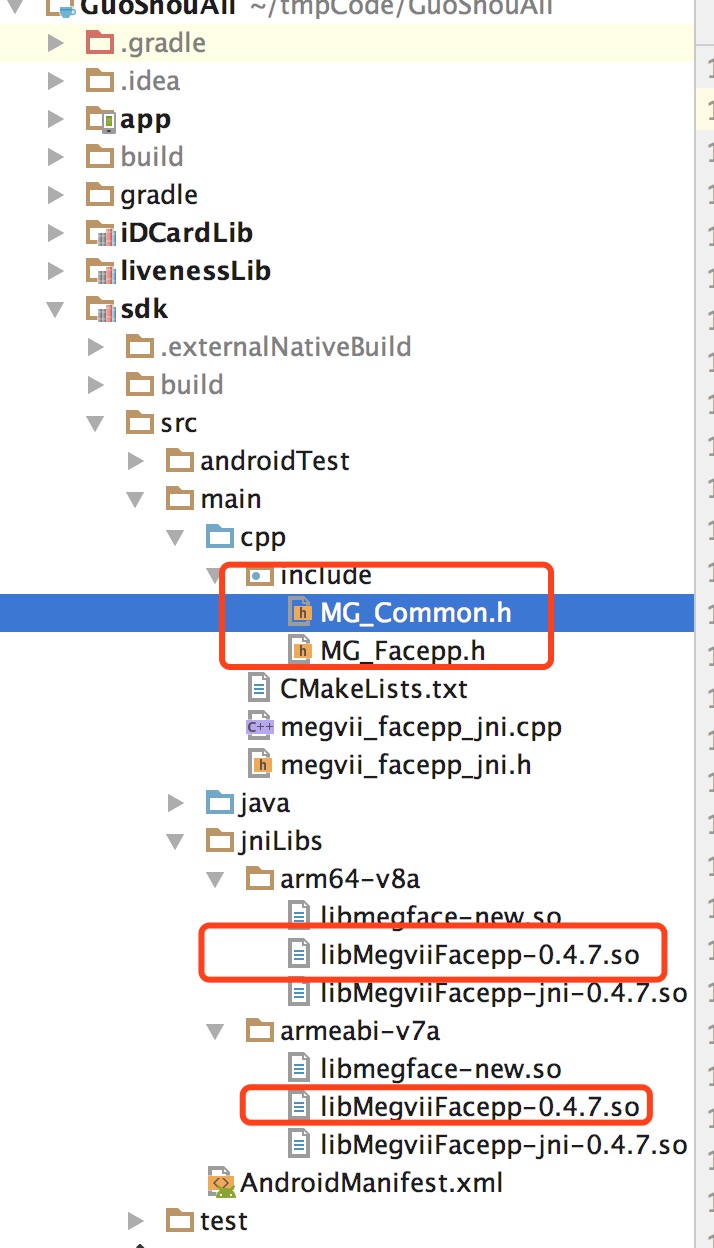 GuoShouAll ~/tmpCode/GuoShouAll
.gradle
.idea
app
build
gradle
iDCardLib
livenessLib
sdk
.externalNativeBuild
build
src
androidTest
main
cpp
include
MG_Common.h
h MG_Facepp.h
CMakeLists.txt
C++ megvii_facepp_jni.cpp
h megvii_facepp_jni.h
java
jniLibs
arm64-v8a
libmegface-new.so
libMegviiFacepp-0.4.7.so
libMegviiFacepp-jni-0.4.7.so
armeabi-v7a
libmegface-new.so
libMegviiFacepp-0.4.7.so
libMegviiFacepp-jni-0.4.7.so
AndroidManifest.xml
test